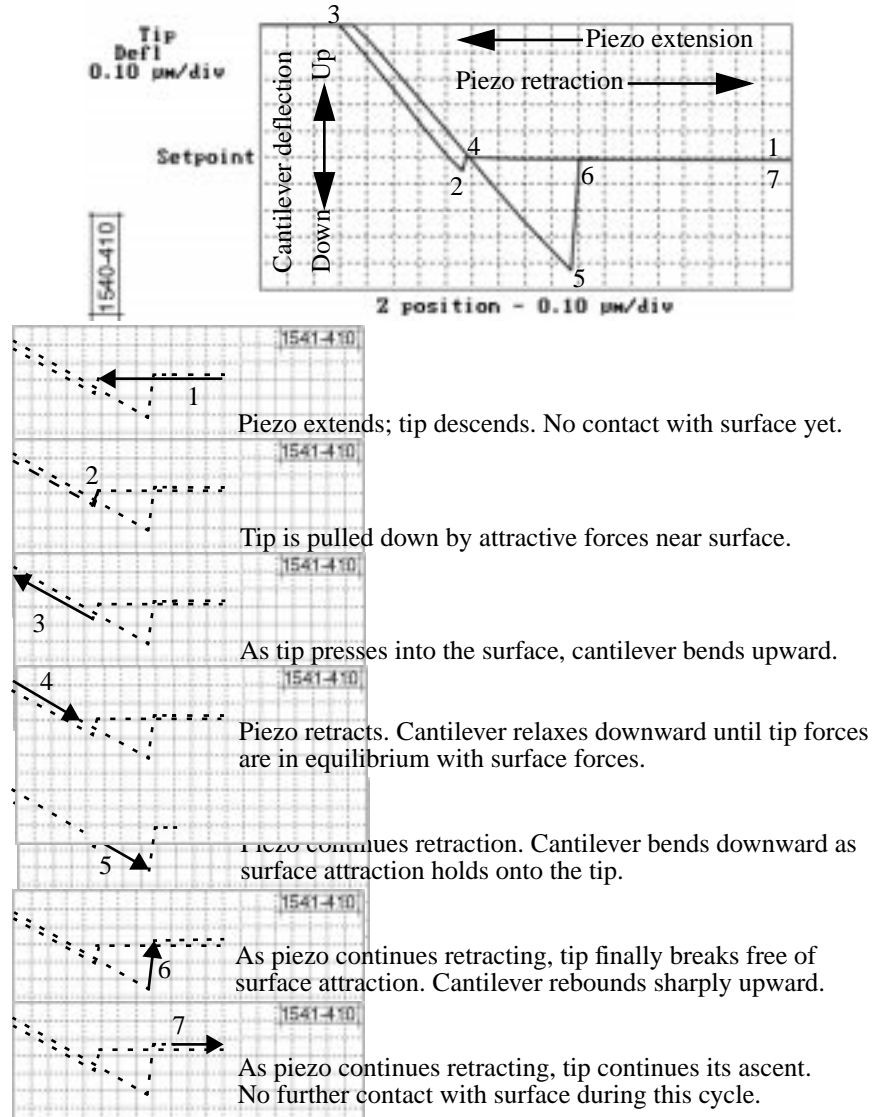 3
Tip
Defl
0.10 µm/div
Piezo extension
Piezo retraction
Cantilever deflection
Up
Down
Setpoint
4
1
2
6
7
5
1540-410
Z position - 0.10 µm/div
1541-410
1
Piezo extends; tip descends. No contact with surface yet.
1541-410
2
Tip is pulled down by attractive forces near surface.
1541-410
3
As tip presses into the surface, cantilever bends upward.
1541-410
4
Piezo retracts. Cantilever relaxes downward until tip forces
are in equilibrium with surface forces.
Piezo continues retraction. Cantilever bends downward as
5
surface attraction holds onto the tip.
1541-410
As piezo continues retracting, tip finally breaks free of
6
surface attraction. Cantilever rebounds sharply upward.
1541-410
7
As piezo continues retracting, tip continues its ascent.
No further contact with surface during this cycle.